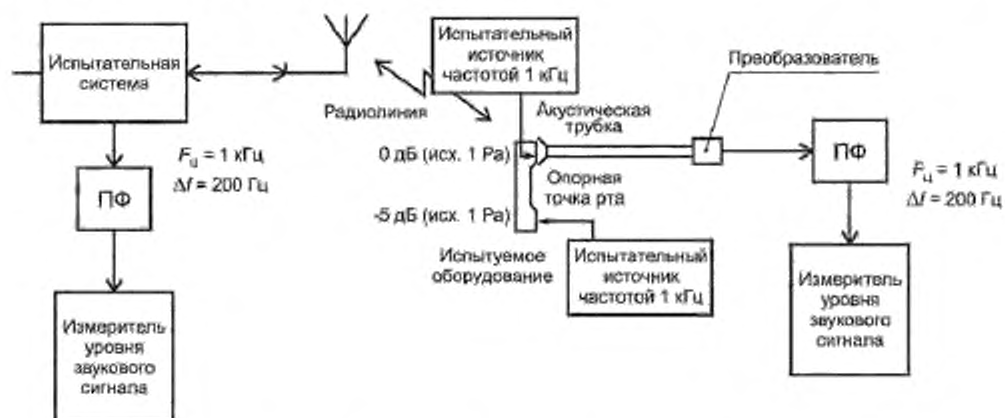 Испытательная
система
Радиолиния
Испытательный
источник
частотой 1 кГц
Преобразователь
Акустическая
трубка
Fц = 1 кГц
Δf = 200 Гц
ПФ
0 дБ (исх. 1 Ра)
Опорная
точка рта
-5 дБ (исх. 1 Ра)
Испытуемое
оборудование
Испытательный
источник
частотой 1 кГц
ПФ
Fц = 1 кГц
Δf = 200 Гц
Измеритель
уровня
звукового
сигнала
Измеритель
уровня
звукового
сигнала